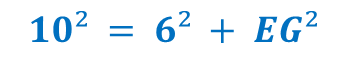 10² = 6² + EG²